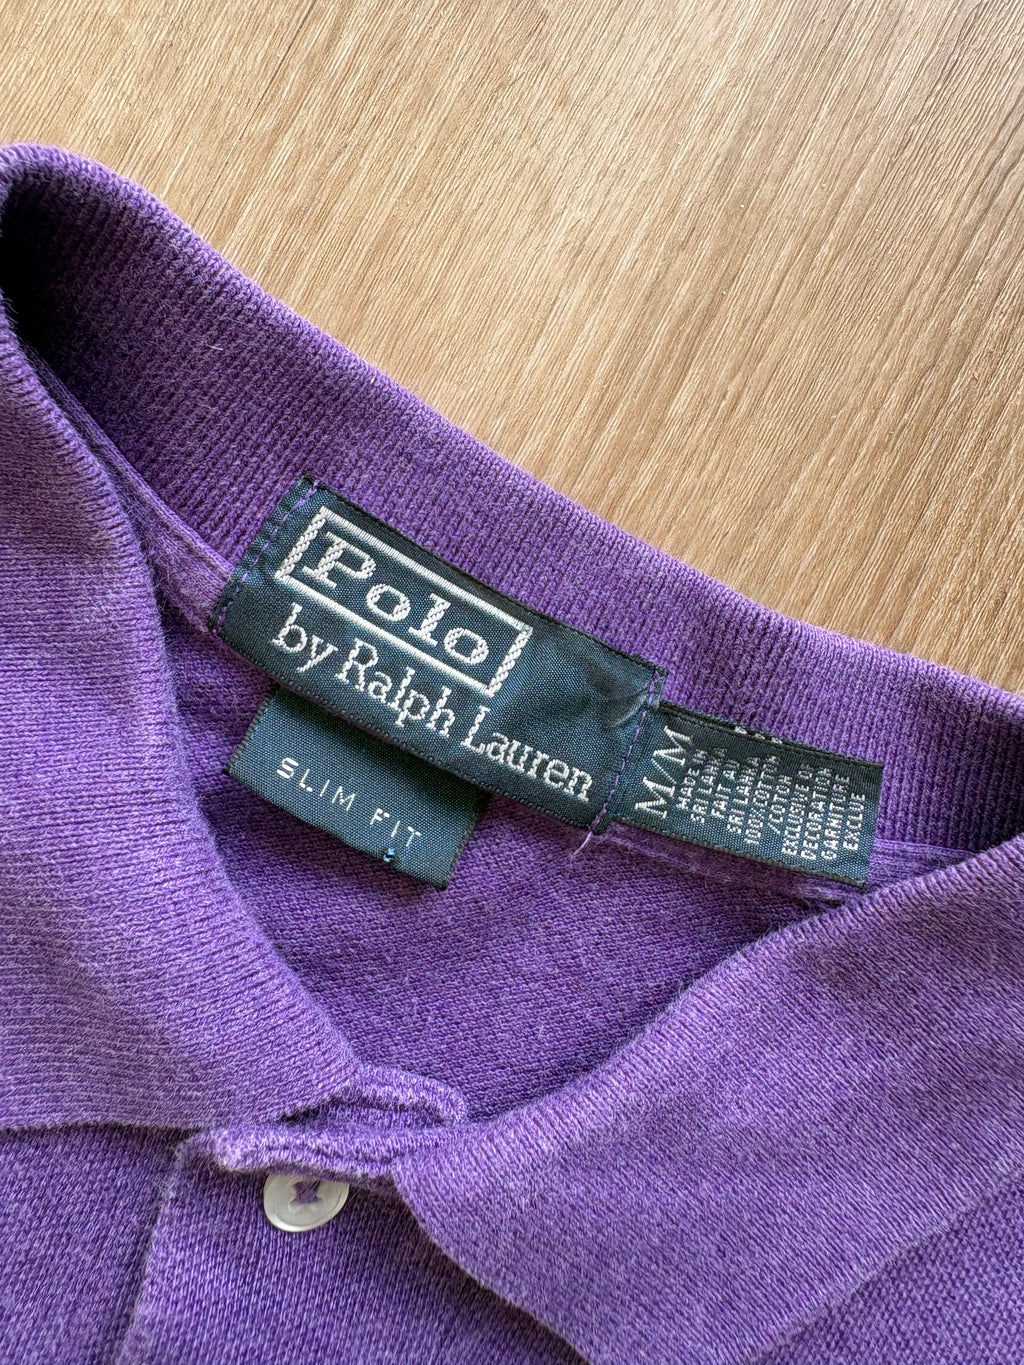 Polo
by Ralph Lauren
SLIM FIT
M/M
MADE IN
SRI LANKA
FAIT AU
SRI LANKA
100% COTTON
/COTON
EXCLUSIVE OF
DECORATION
GARNITURE
EXCLUE